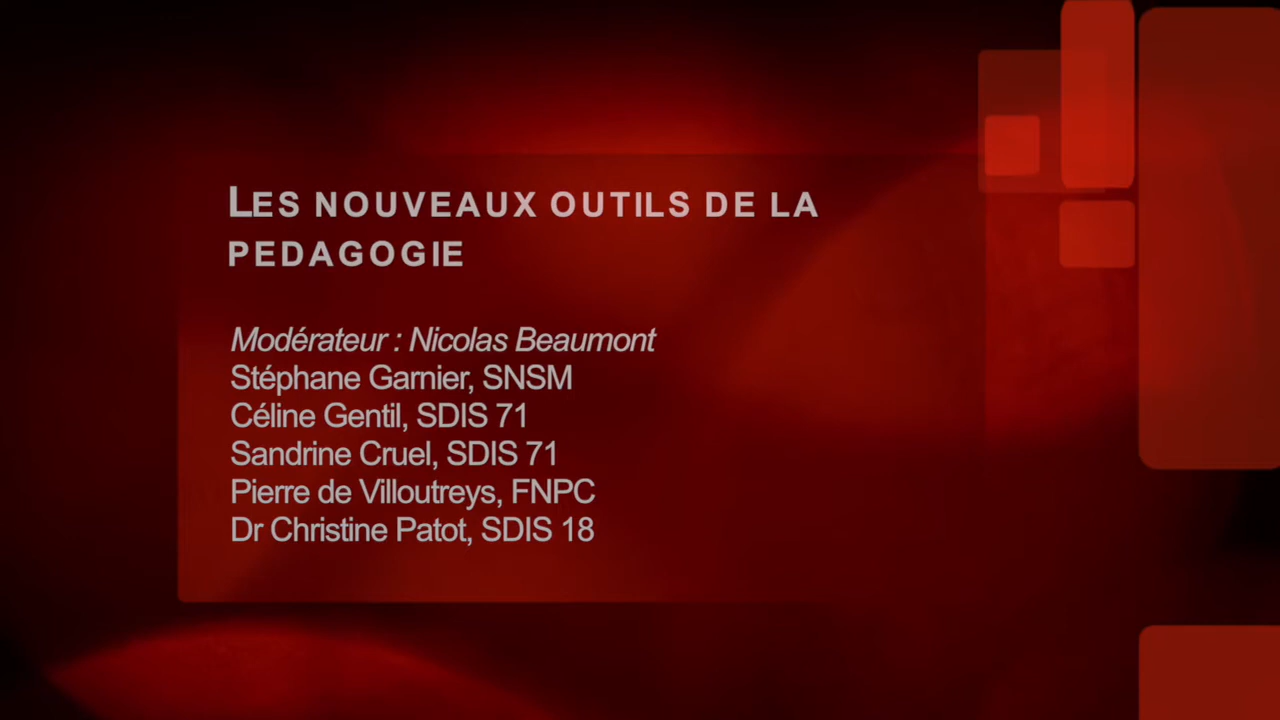 LES NOUVEAUX OUTILS DE LA
PEDAGOGIE
Modérateur : Nicolas Beaumont
Stéphane Garnier, SNSM
Céline Gentil, SDIS 71
Sandrine Cruel, SDIS 71
Pierre de Villoutreys, FNPC
Dr Christine Patot, SDIS 18